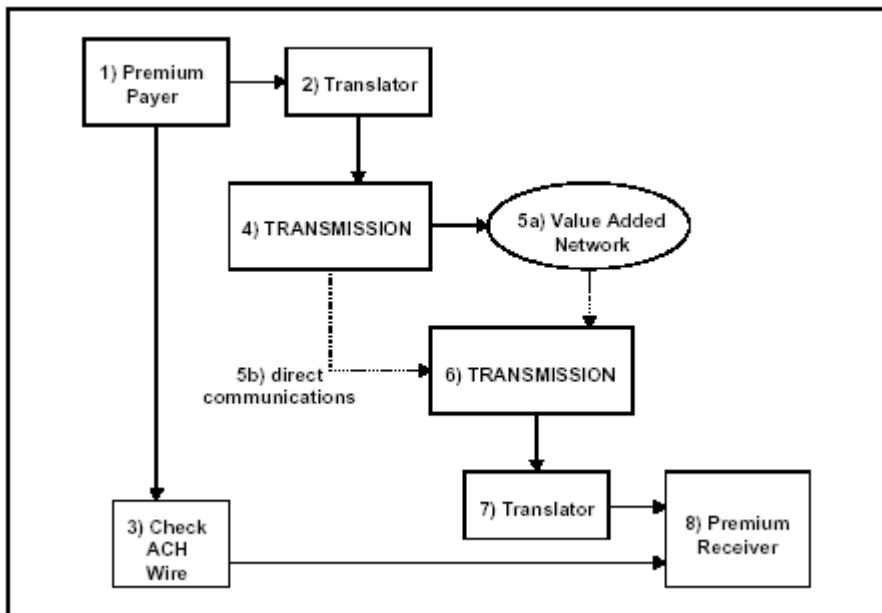 1) Premium
Payer
2) Translator
4) TRANSMISSION
5a) Value Added
Network
5b) direct
communications
6) TRANSMISSION
3) Check
ACH
Wire
7) Translator
8) Premium
Receiver